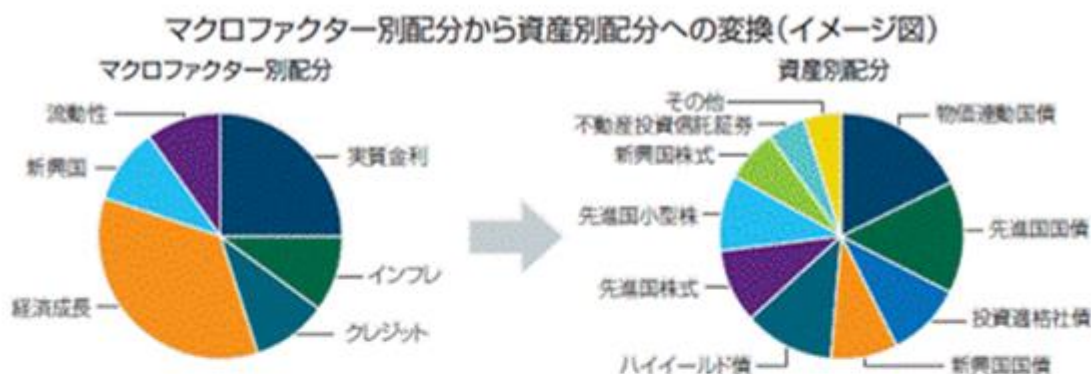 マクロファクター別配分から資産別配分への変換(イメージ図)
マクロファクター別配分
流動性
新興国
経済成長
実質金利
インフレ
クレジット
資産別配分
その他
不動産投資信託証券
新興国株式
先進国小型株
先進国株式
ハイイールド債
物価連動国債
先進国国債
投資適格社債
新興国国債